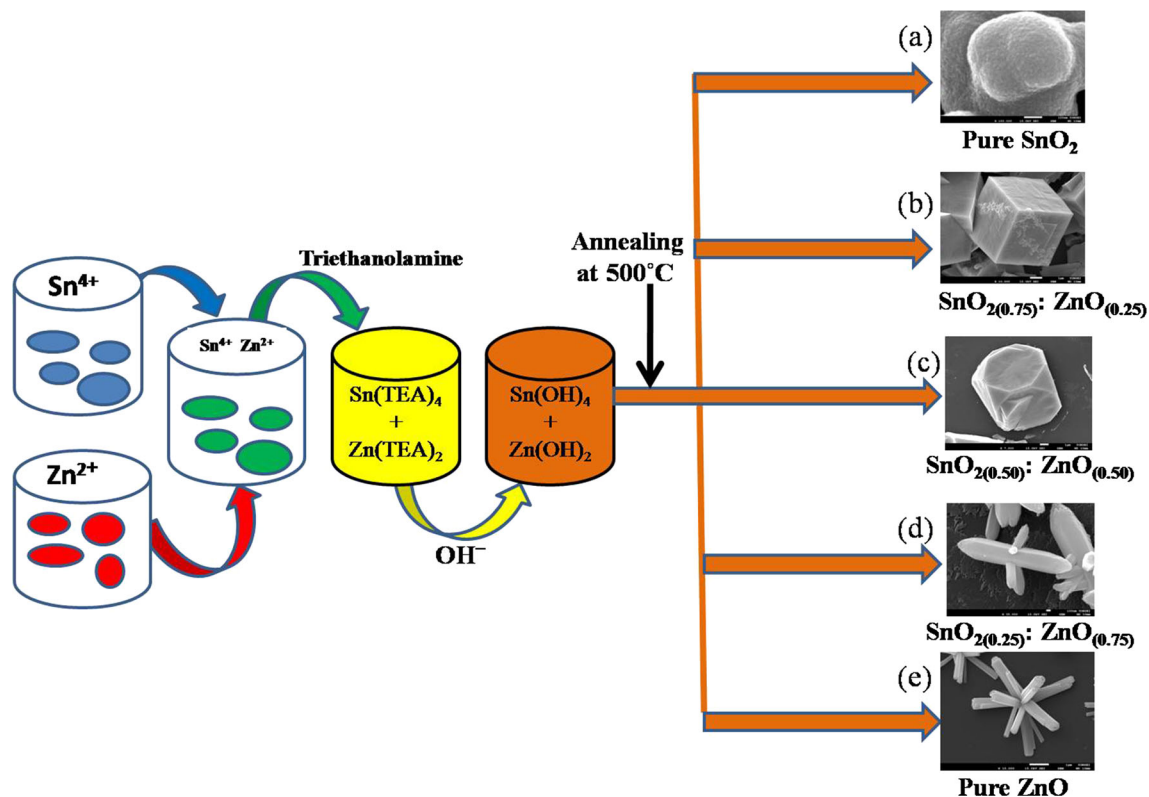 (a)
Pure SnO₂
(b)
SnO₂₍₀.₇₅₎: ZnO₍₀.₂₅₎
Annealing
at 500°C
Triethanolamine
Sn⁴⁺
Sn⁴⁺ Zn²⁺
(c)
Sn(TEA)₄
+
Zn(TEA)₂
Sn(OH)₄
+
Zn(OH)₂
SnO₂₍₀.₅₀₎: ZnO₍₀.₅₀₎
Zn²⁺
OH⁻
(d)
SnO₂₍₀.₂₅₎: ZnO₍₀.₇₅₎
(e)
Pure ZnO